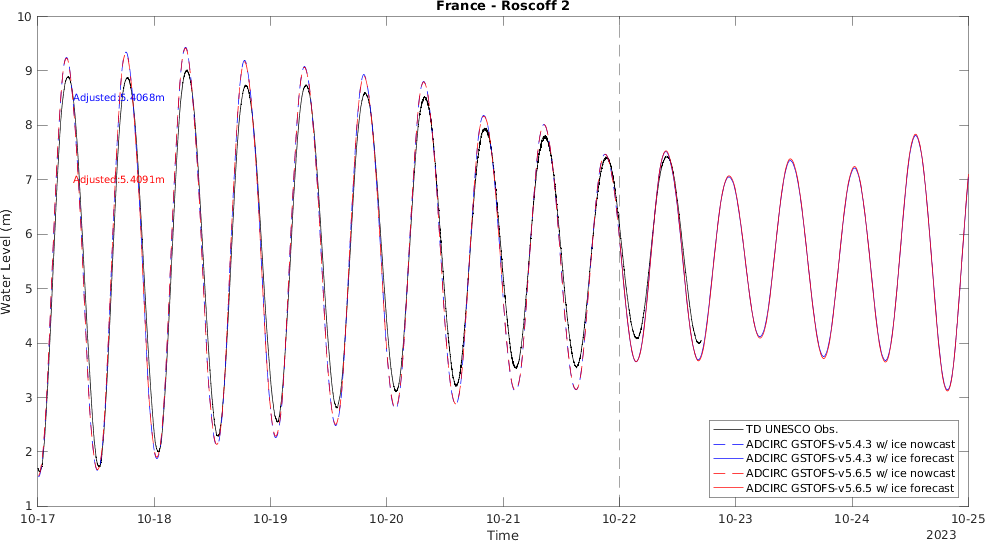 France - Roscoff 2
10
9
8
7
6
5
4
3
2
1
Water Level (m)
Adjusted:5.4068m
Adjusted:5.4091m
TD UNESCO Obs.
ADCIRC GSTOFS-v5.4.3 w/ ice nowcast
ADCIRC GSTOFS-v5.4.3 w/ ice forecast
ADCIRC GSTOFS-v5.6.5 w/ ice nowcast
ADCIRC GSTOFS-v5.6.5 w/ ice forecast
10-17 10-18 10-19 10-20 10-21 10-22 10-23 10-24 10-25
Time
2023